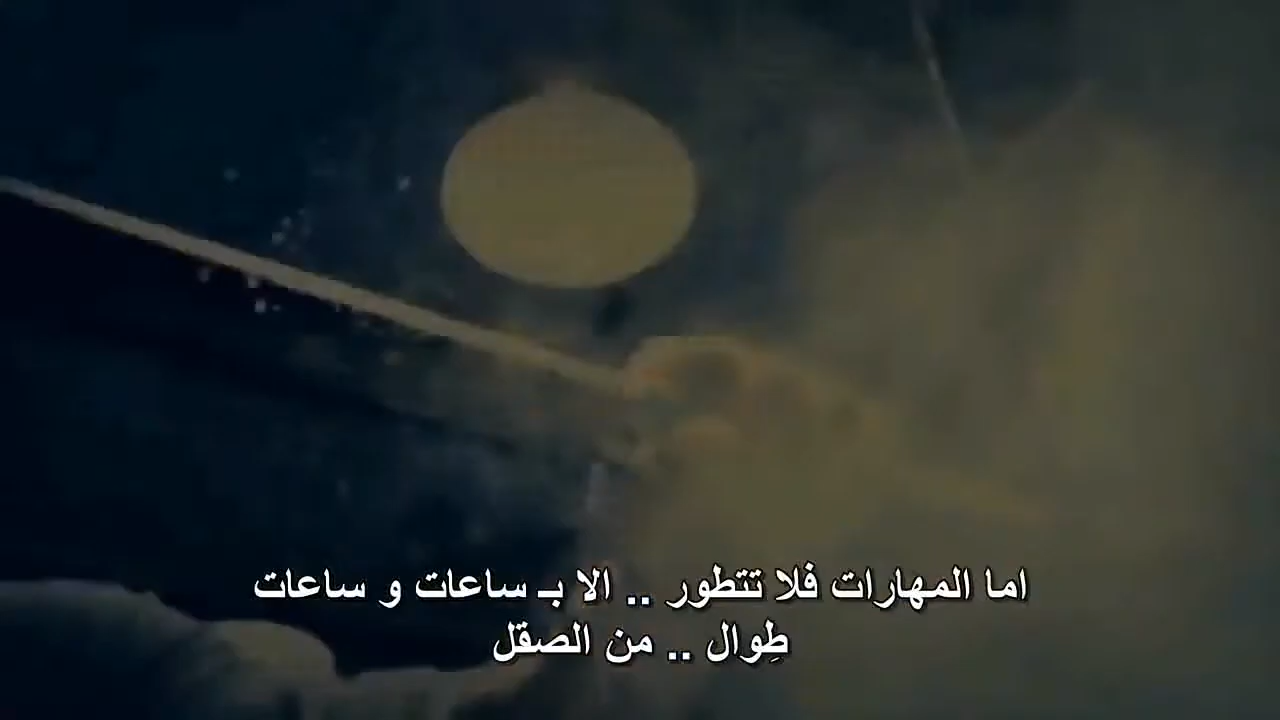 اما المهارات فلا تتطور .. الا بـ ساعات و ساعات
طِوال .. من الصقل